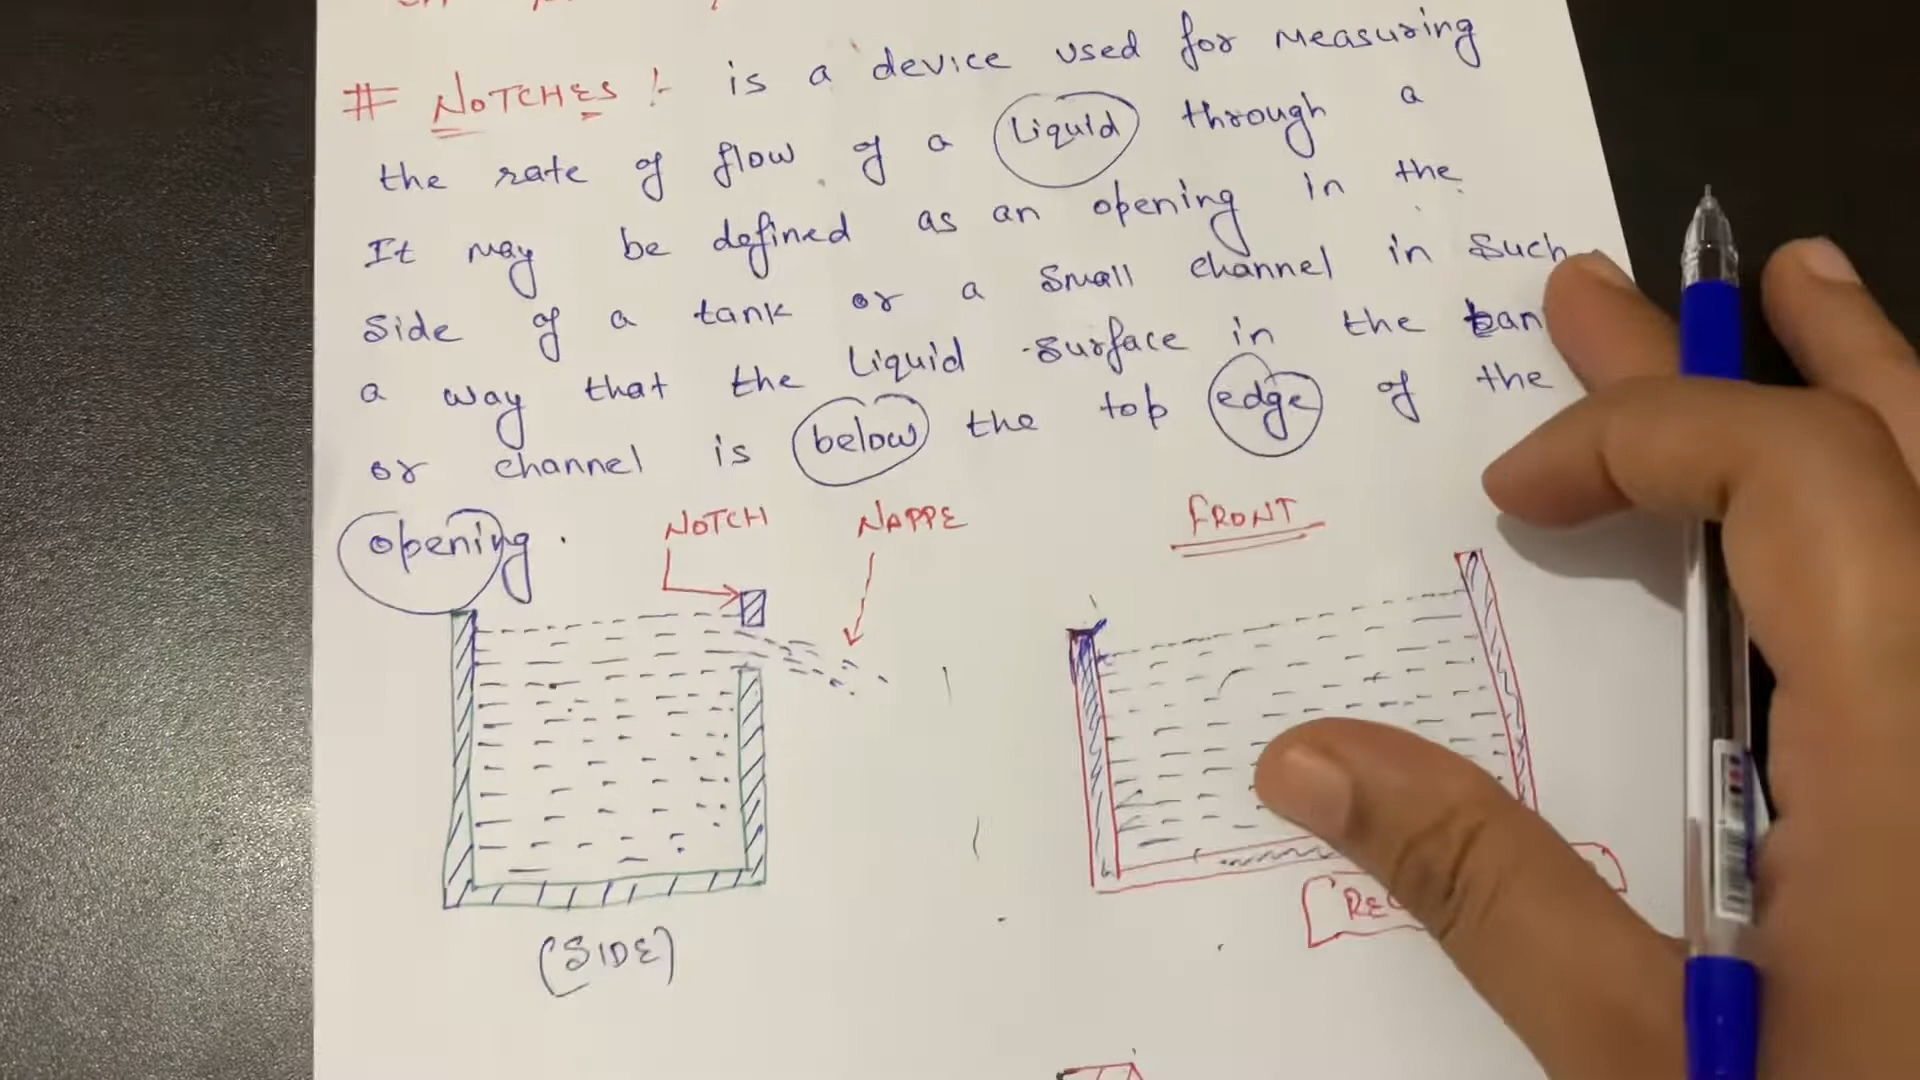 # NOTCHES :- is a device used for measuring
the rate of flow of a liquid through a
It may be defined as an opening in the
side of a tank or a small channel in such
a way that the liquid surface in the tan
or channel is below the top edge of the
opening.
NOTCH NAPPE FRONT
(SIDE)